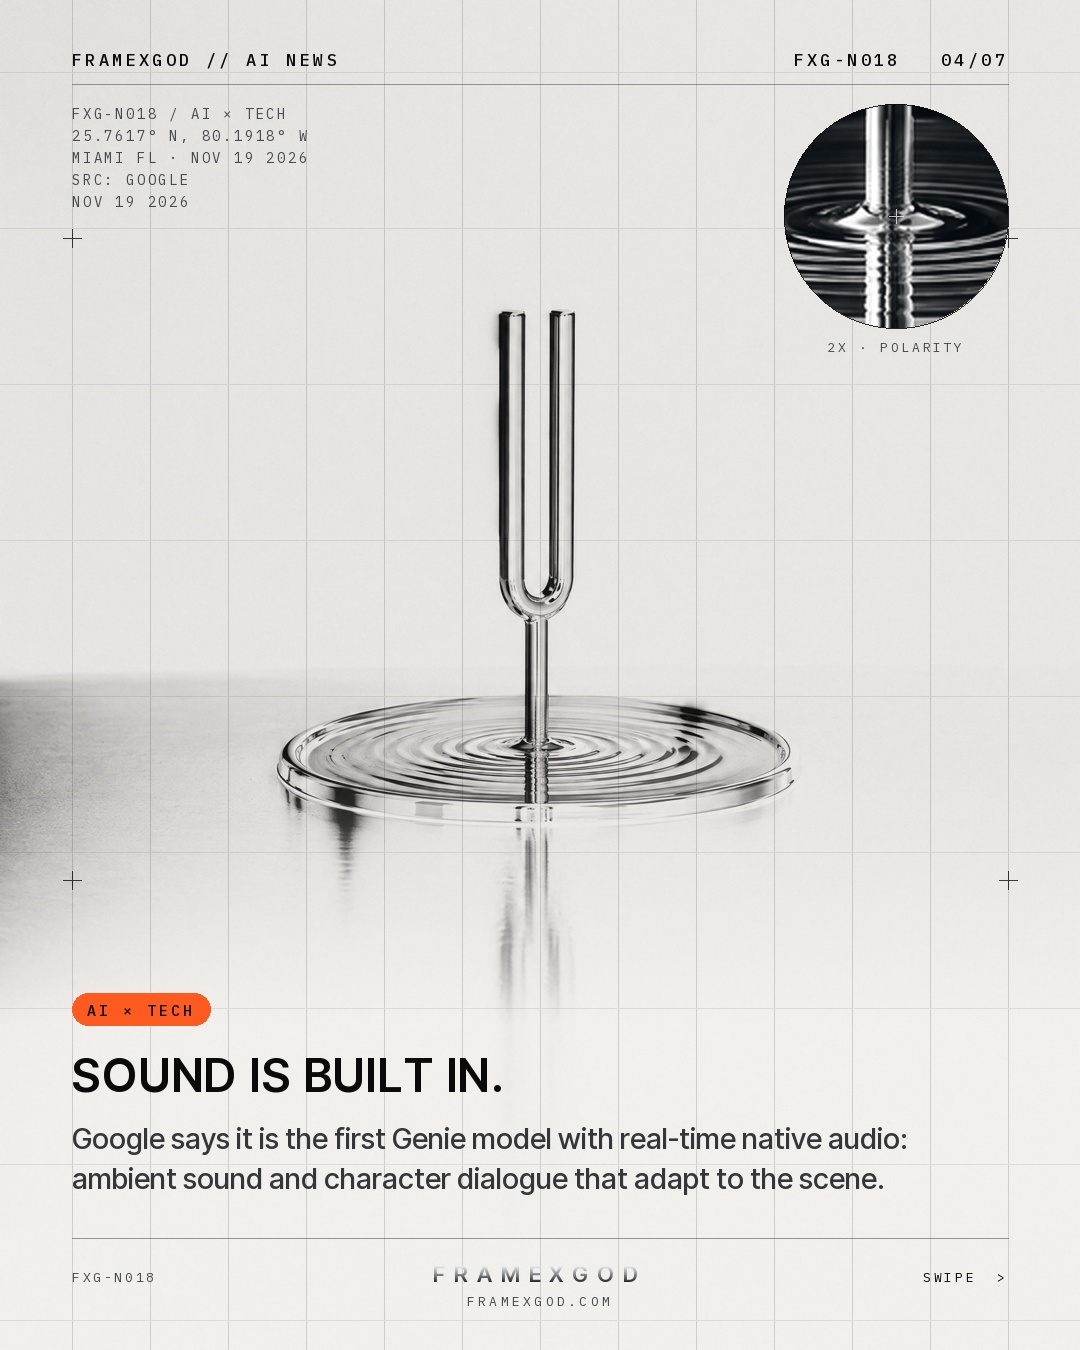 FRAMEXGOD // AI NEWS
FXG-N018 04/07
FXG-N018 / AI × TECH
25.7617° N, 80.1918° W
MIAMI FL · NOV 19 2026
SRC: GOOGLE
NOV 19 2026
2X · POLARITY
AI × TECH
SOUND IS BUILT IN.
Google says it is the first Genie model with real-time native audio:
ambient sound and character dialogue that adapt to the scene.
FXG-N018
FRAMEXGOD
FRAMEXGOD.COM
SWIPE >